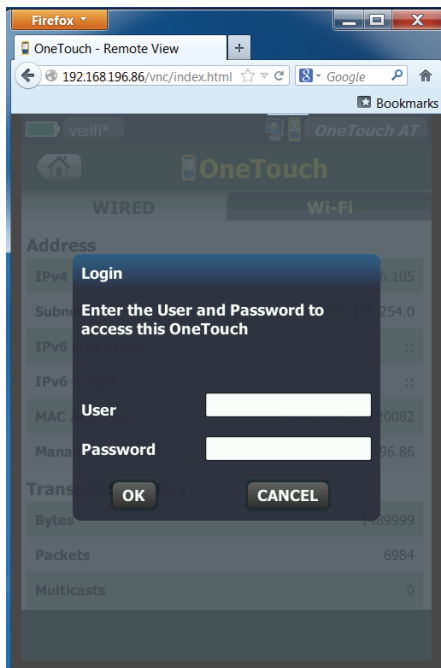 Firefox
OneTouch - Remote View
192.168.196.86/vnc/index.html
Google
Bookmarks
venfi*
OneTouch AT
OneTouch
WIRED
Wi-Fi
Address
IPv4
6.105
Login
Enter the User and Password to
access this OneTouch
254.0
IPv6
::
IPv6
::
MAC
20082
User
96.86
Password
OK
CANCEL
Bytes
1489999
Packets
6984
Multicasts
0